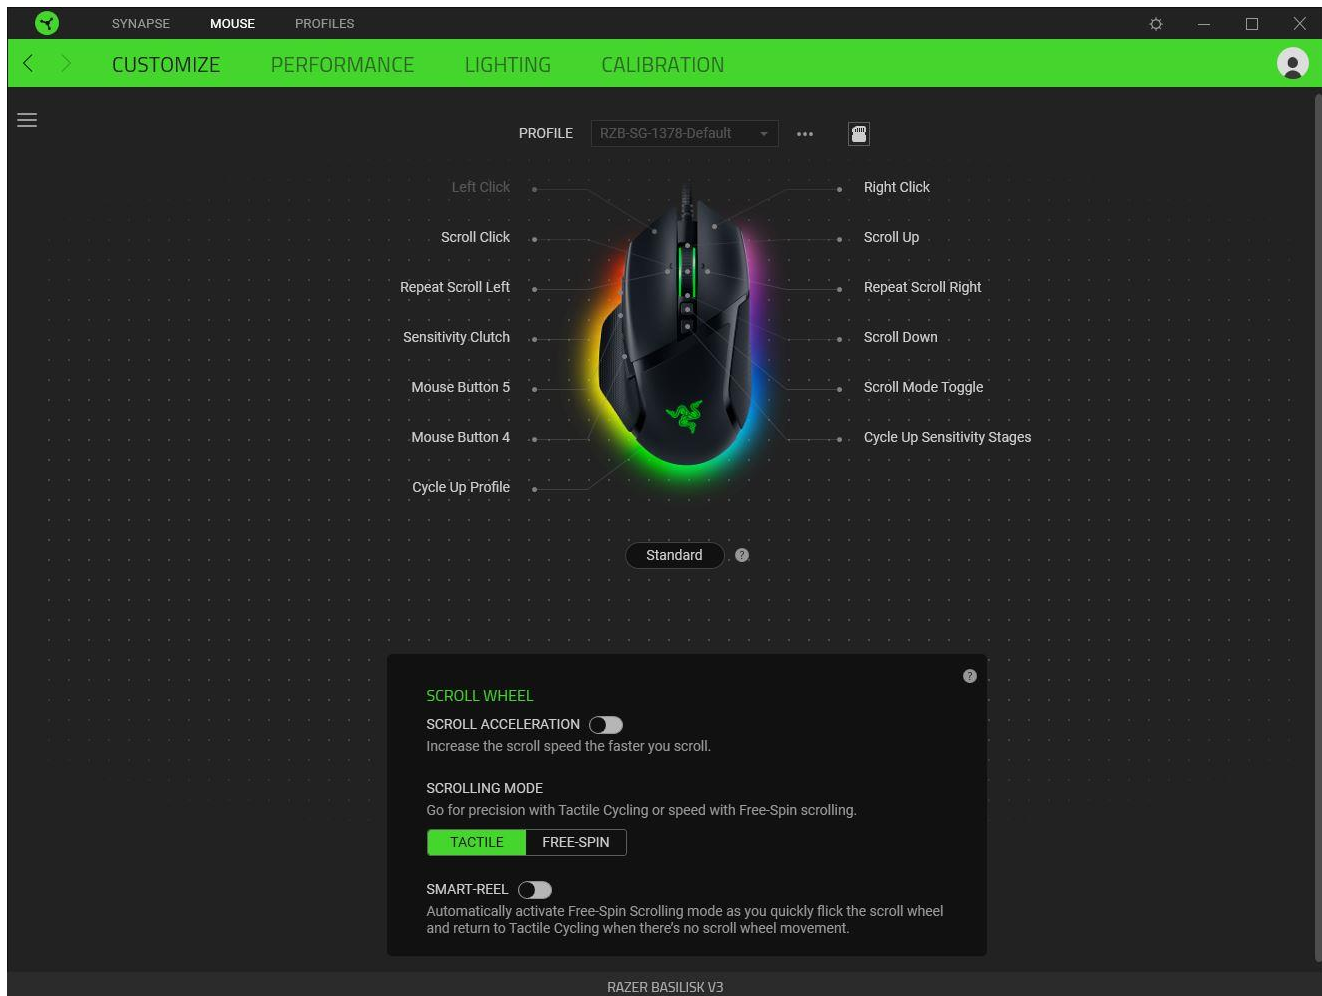 SYNAPSE MOUSE PROFILES
CUSTOMIZE PERFORMANCE LIGHTING CALIBRATION
PROFILE RZB-SG-1378-Default
Left Click
Right Click
Scroll Click
Scroll Up
Repeat Scroll Left
Repeat Scroll Right
Sensitivity Clutch
Scroll Down
Mouse Button 5
Scroll Mode Toggle
Mouse Button 4
Cycle Up Sensitivity Stages
Cycle Up Profile
Standard ?
?
SCROLL WHEEL
SCROLL ACCELERATION
Increase the scroll speed the faster you scroll.
SCROLLING MODE
Go for precision with Tactile Cycling or speed with Free-Spin scrolling.
TACTILE FREE-SPIN
SMART-REEL
Automatically activate Free-Spin Scrolling mode as you quickly flick the scroll wheel
and return to Tactile Cycling when there's no scroll wheel movement.
RAZER BASILISK V3